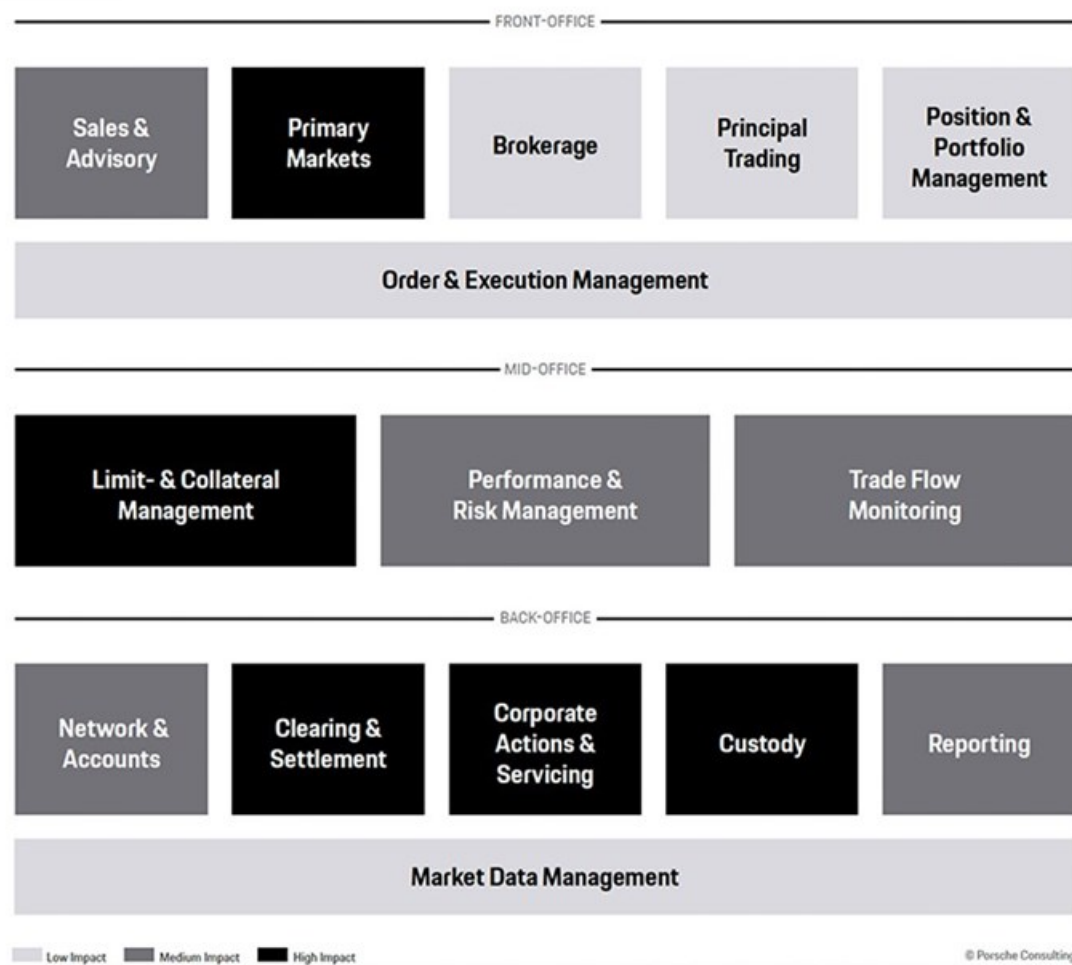 FRONT-OFFICE
Sales &
Advisory
Primary
Markets
Brokerage
Principal
Trading
Position &
Portfolio
Management
Order & Execution Management
MID-OFFICE
Limit- & Collateral
Management
Performance &
Risk Management
Trade Flow
Monitoring
BACK-OFFICE
Network &
Accounts
Clearing &
Settlement
Corporate
Actions &
Servicing
Custody
Reporting
Market Data Management
Low Impact
Medium Impact
High Impact
© Porsche Consulting